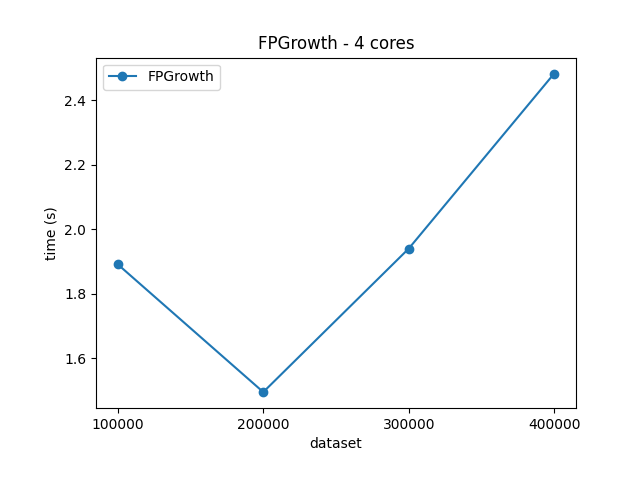 FPGrowth - 4 cores
FPGrowth
time (s)
2.4
2.2
2.0
1.8
1.6
100000 200000 300000 400000
dataset